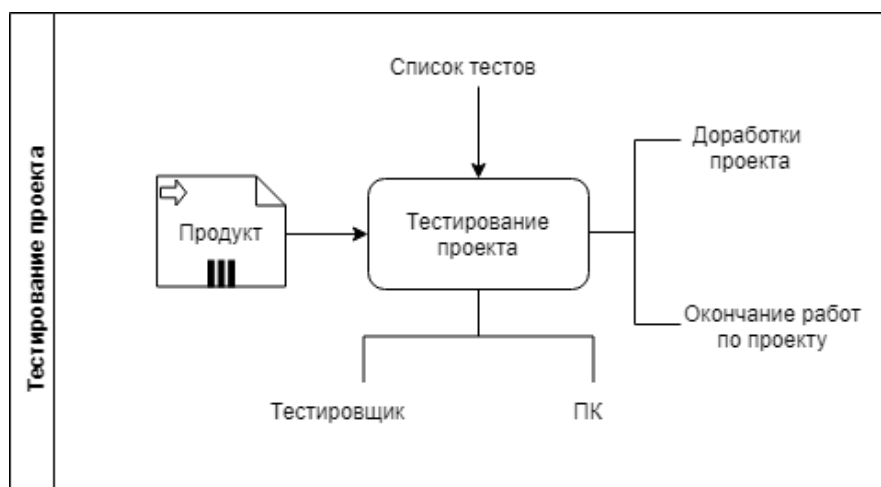 Тестирование проекта
Список тестов
Доработки
проекта
Продукт
Тестирование
проекта
Окончание работ
по проекту
Тестировщик
ПК